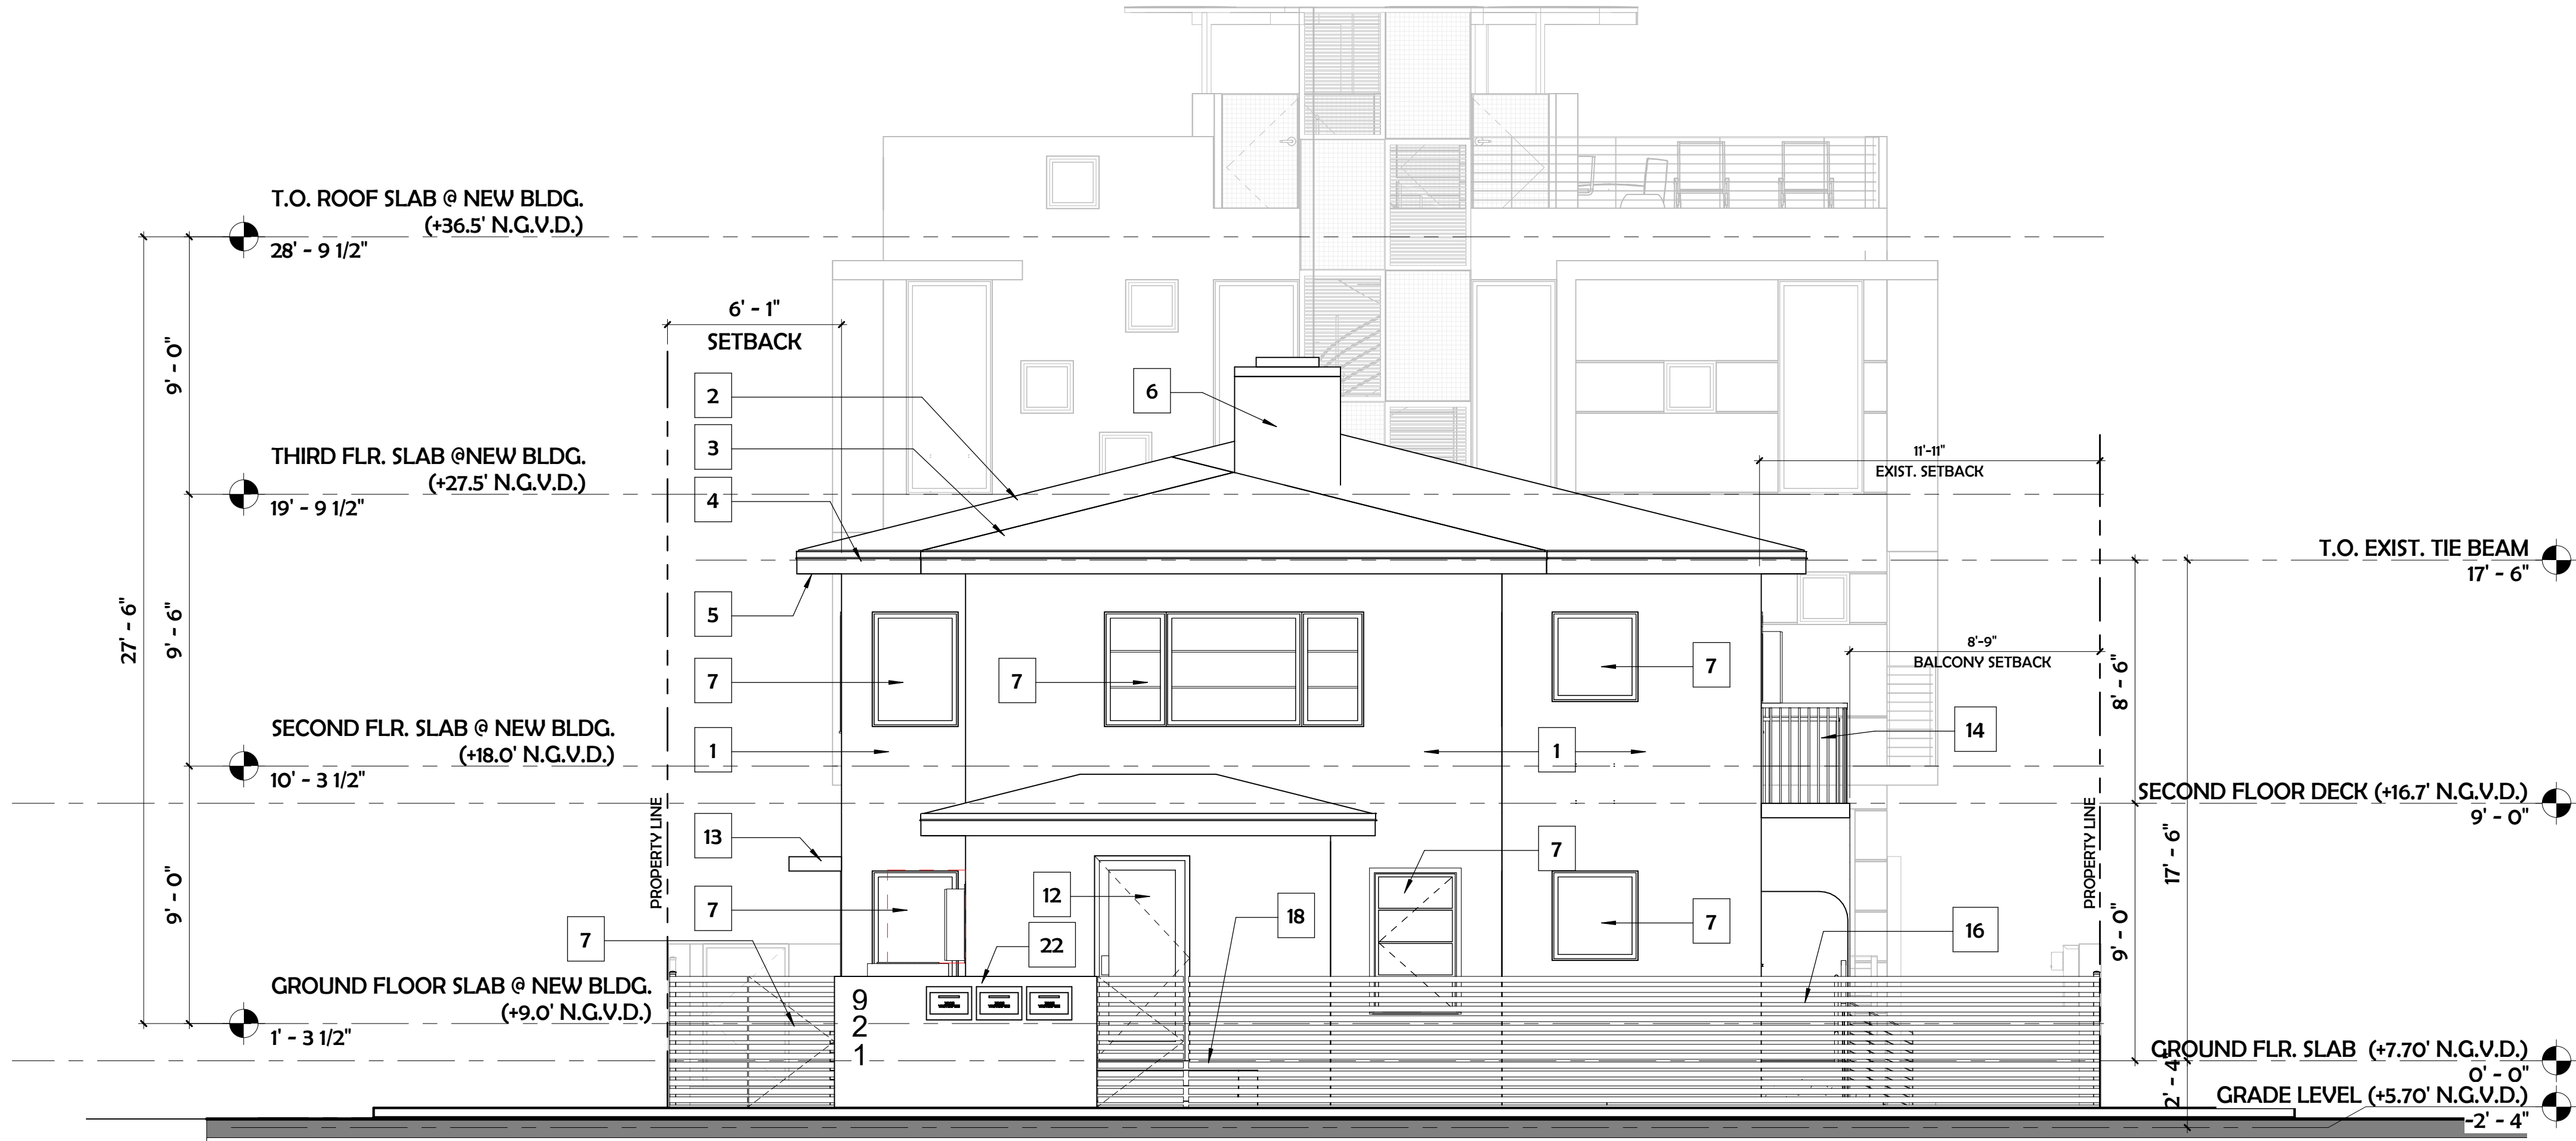 T.O. ROOF SLAB @ NEW BLDG.
(+36.5' N.G.V.D.)
28' - 9 1/2"
6' - 1"
SETBACK
9' - 0"
2
6
3
THIRD FLR. SLAB @NEW BLDG.
(+27.5' N.G.V.D.)
19' - 9 1/2"
4
11'-11"
EXIST. SETBACK
T.O. EXIST. TIE BEAM
17' - 6"
5
27' - 6"
9' - 6"
7
7
7
8'-9"
BALCONY SETBACK
8' - 6"
SECOND FLR. SLAB @ NEW BLDG.
(+18.0' N.G.V.D.)
10' - 3 1/2"
1
1
14
SECOND FLOOR DECK (+16.7' N.G.V.D.)
9' - 0"
PROPERTY LINE
PROPERTY LINE
13
7
17' - 6"
9' - 0"
7
12
18
7
16
9' - 0"
7
22
GROUND FLOOR SLAB @ NEW BLDG.
(+9.0' N.G.V.D.)
1' - 3 1/2"
9
2
1
GROUND FLR. SLAB (+7.70' N.G.V.D.)
0' - 0"
2' - 4"
GRADE LEVEL (+5.70' N.G.V.D.)
-2' - 4"